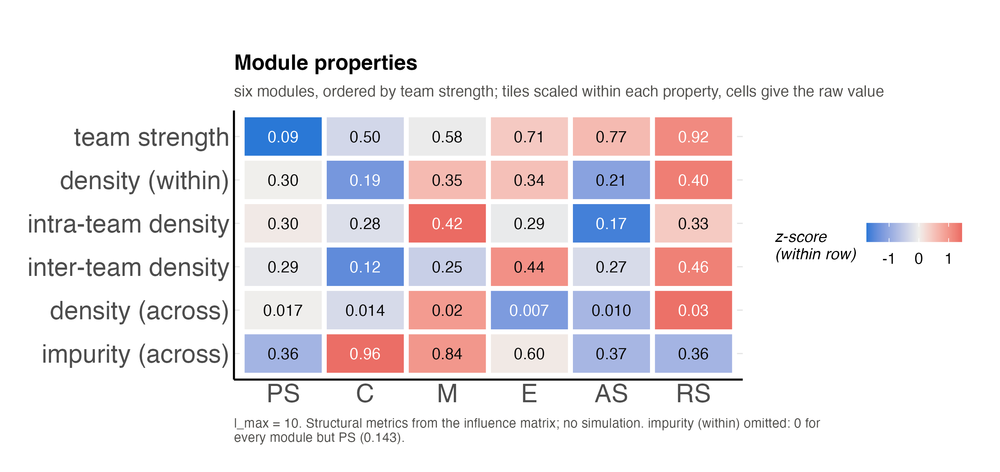 Module properties
six modules, ordered by team strength; tiles scaled within each property, cells give the raw value
team strength 0.09 0.50 0.58 0.71 0.77 0.92
density (within) 0.30 0.19 0.35 0.34 0.21 0.40
intra-team density 0.30 0.28 0.42 0.29 0.17 0.33
inter-team density 0.29 0.12 0.25 0.44 0.27 0.46
density (across) 0.017 0.014 0.02 0.007 0.010 0.03
impurity (across) 0.36 0.96 0.84 0.60 0.37 0.36
PS C M E AS RS
z-score
(within row)
-1 0 1
l_max = 10. Structural metrics from the influence matrix; no simulation. impurity (within) omitted: 0 for
every module but PS (0.143).